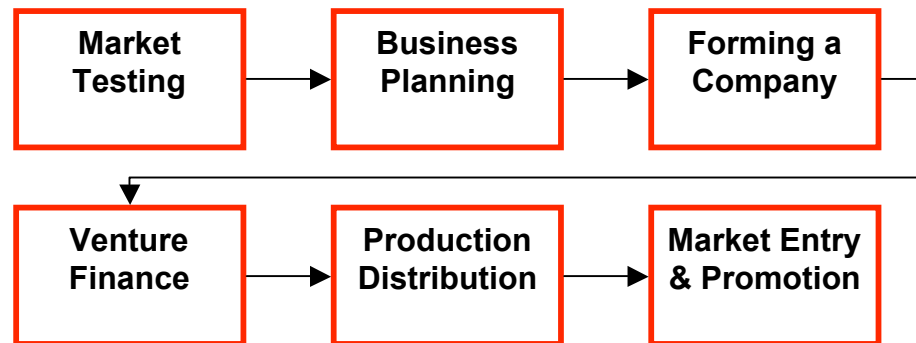 Market
Testing
Business
Planning
Forming a
Company
Venture
Finance
Production
Distribution
Market Entry
& Promotion